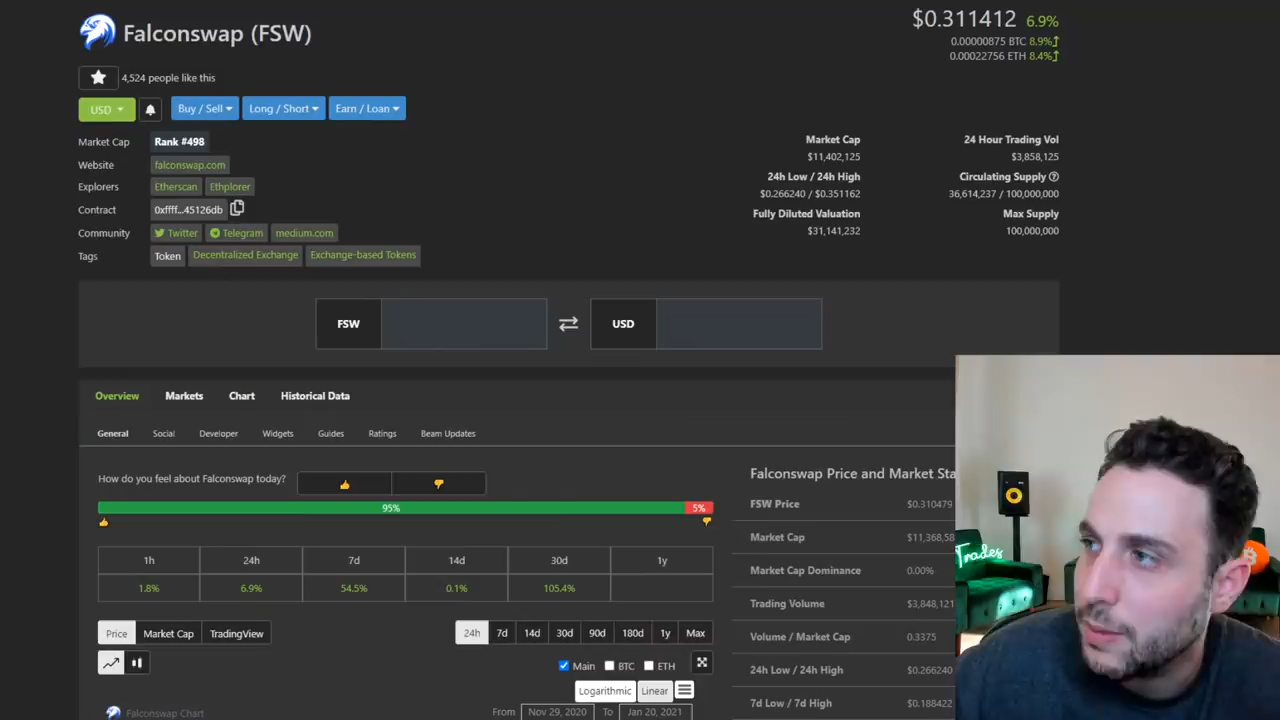 Falconswap (FSW)
$0.311412 6.9%
0.00000875 BTC 8.9%
0.00022756 ETH 8.4%
4,524 people like this
USD Buy / Sell Long / Short Earn / Loan
Market Cap Rank #498
Website falconswap.com
Explorers Etherscan Ethplorer
Contract 0xffff...45126db
Community Twitter Telegram medium.com
Tags Token Decentralized Exchange Exchange-based Tokens
Market Cap 24 Hour Trading Vol
$11,402,125 $3,858,125
24h Low / 24h High Circulating Supply
$0.266240 / $0.351162 36,614,237 / 100,000,000
Fully Diluted Valuation Max Supply
$31,141,232 100,000,000
FSW USD
Overview Markets Chart Historical Data
General Social Developer Widgets Guides Ratings Beam Updates
How do you feel about Falconswap today?
95% 5%
1h 24h 7d 14d 30d 1y
1.8% 6.9% 54.5% 0.1% 105.4%
Price Market Cap TradingView 24h 7d 14d 30d 90d 180d 1y Max
Main BTC ETH
Logarithmic Linear
Falconswap Chart From Nov 29, 2020 To Jan 20, 2021
Falconswap Price and Market Sta
FSW Price $0.310479
Market Cap $11,368,58
Market Cap Dominance 0.00%
Trading Volume $3,848,121
Volume / Market Cap 0.3375
24h Low / 24h High $0.266240
7d Low / 7d High $0.188422
Trades